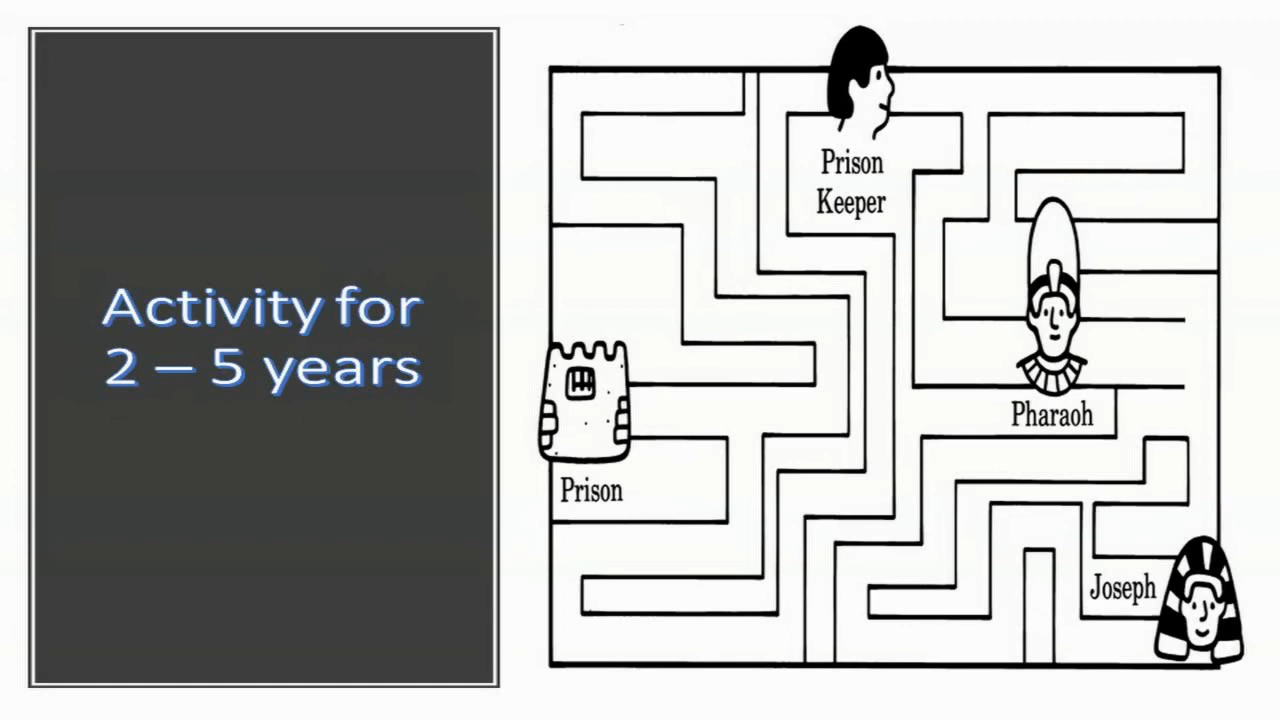 Activity for
2 – 5 years
Prison
Keeper
Pharaoh
Prison
Joseph